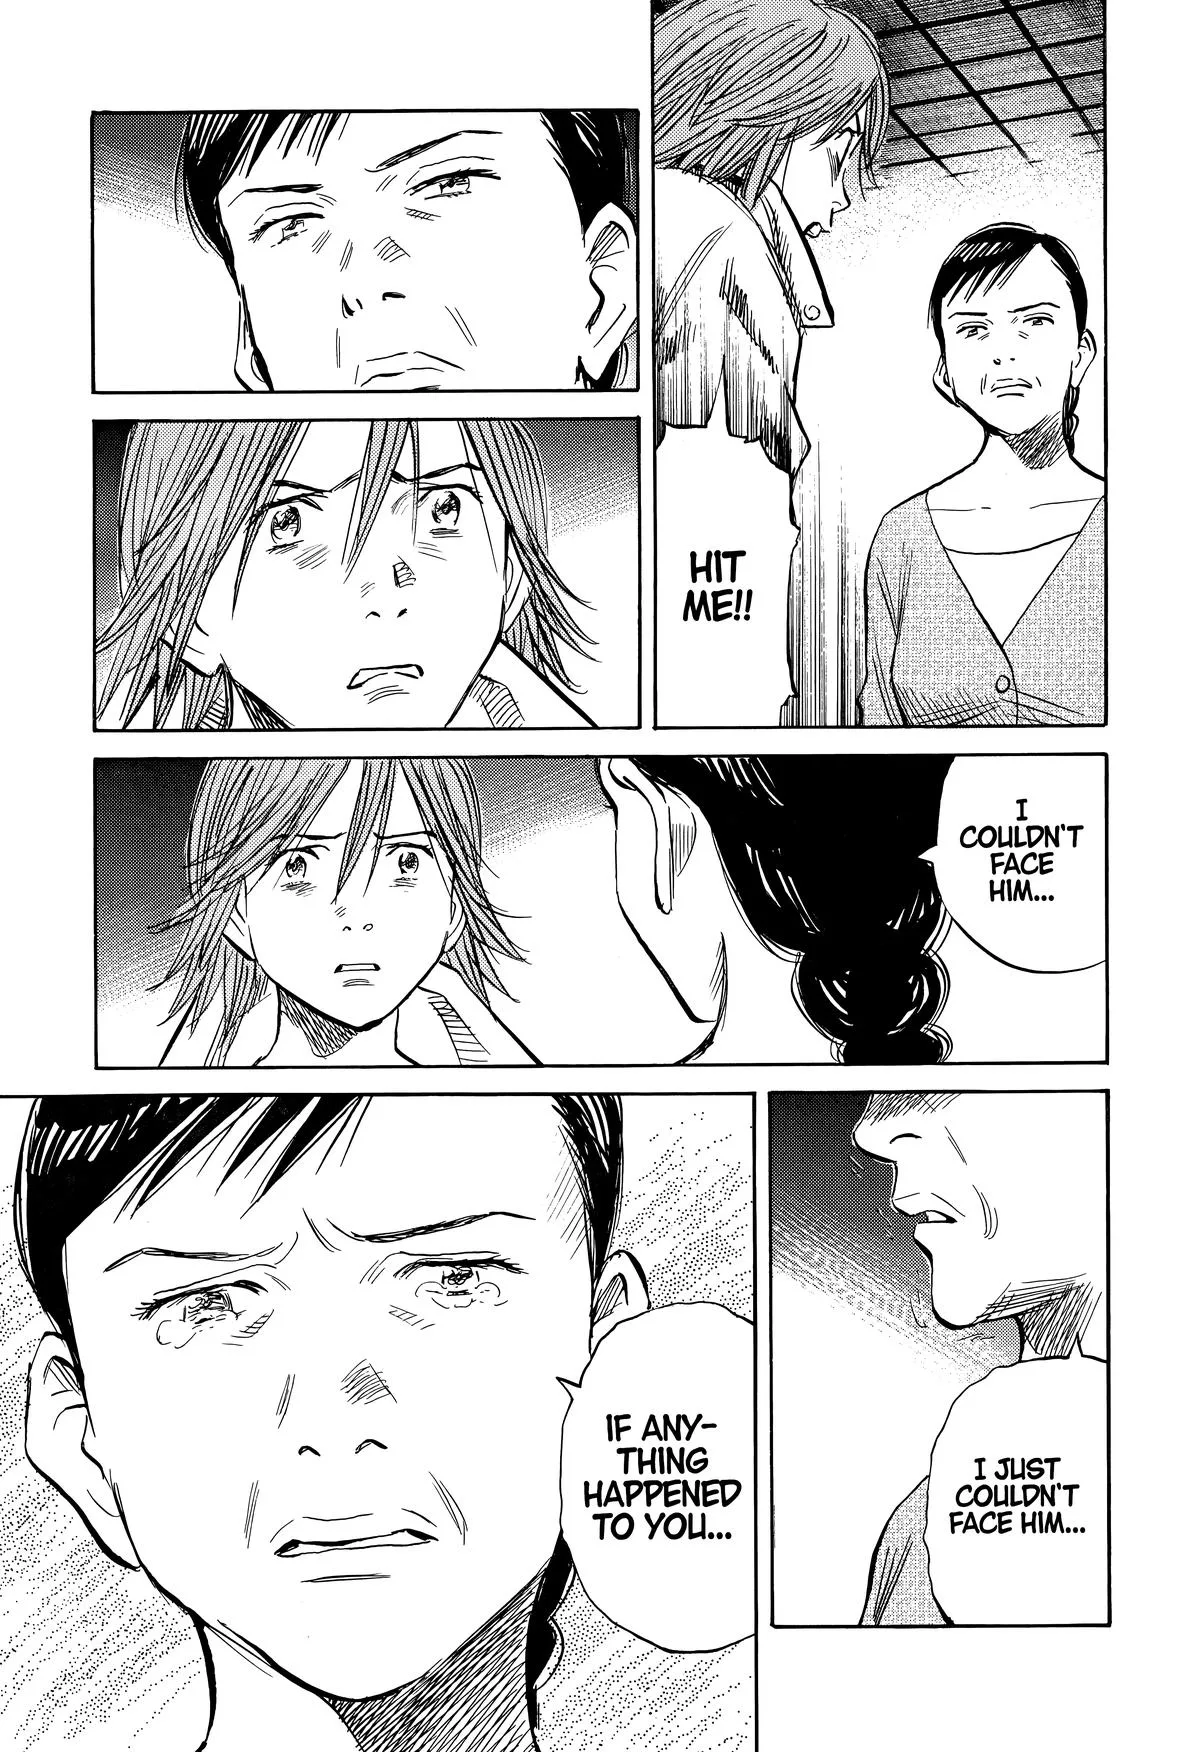 HIT
ME!!
I
COULDN'T
FACE
HIM...
I JUST
COULDN'T
FACE HIM...
IF ANY-
THING
HAPPENED
TO YOU...